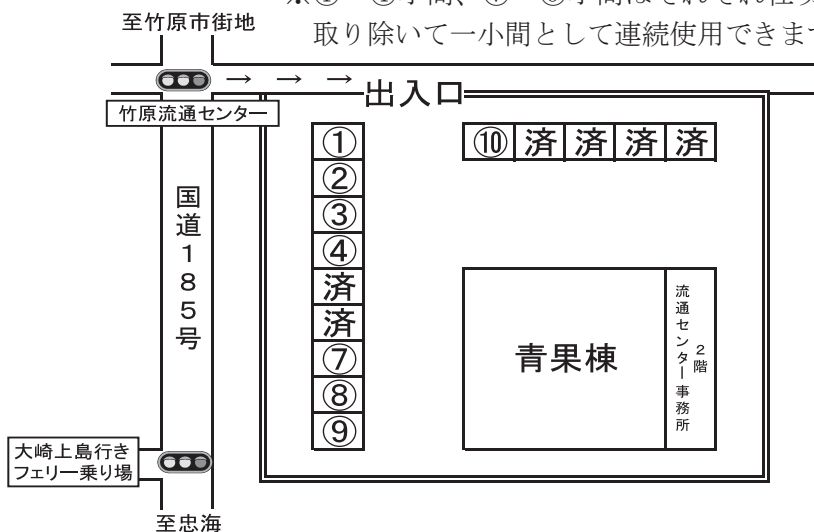 取り除いて一小間として連続使用できます
至竹原市街地
→ → →
出入口
竹原流通センター
① ⑩ 済 済 済 済
②
③
④
済
済
⑦
⑧
⑨
国道185号
青果棟
流通センター事務所
2階
大崎上島行き
フェリー乗り場
至忠海